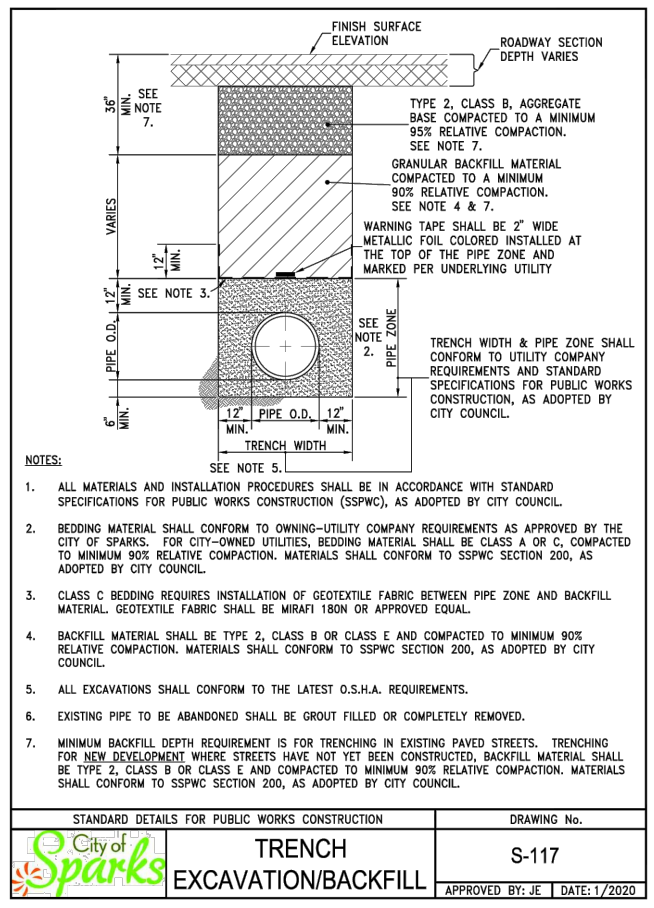 FINISH SURFACE
ELEVATION
ROADWAY SECTION
DEPTH VARIES
36"
MIN.
SEE
NOTE
7.
TYPE 2, CLASS B, AGGREGATE
BASE COMPACTED TO A MINIMUM
95% RELATIVE COMPACTION.
SEE NOTE 7.
GRANULAR BACKFILL MATERIAL
COMPACTED TO A MINIMUM
90% RELATIVE COMPACTION.
SEE NOTE 4 & 7.
VARIES
12"
MIN.
WARNING TAPE SHALL BE 2" WIDE
METALLIC FOIL COLORED INSTALLED AT
THE TOP OF THE PIPE ZONE AND
MARKED PER UNDERLYING UTILITY
12"
MIN.
SEE NOTE 3.
PIPE O.D.
SEE
NOTE
2.
PIPE ZONE
TRENCH WIDTH & PIPE ZONE SHALL
CONFORM TO UTILITY COMPANY
REQUIREMENTS AND STANDARD
SPECIFICATIONS FOR PUBLIC WORKS
CONSTRUCTION, AS ADOPTED BY
CITY COUNCIL.
6"
MIN.
12"
MIN.
PIPE O.D.
12"
MIN.
TRENCH WIDTH
SEE NOTE 5.
NOTES:
1. ALL MATERIALS AND INSTALLATION PROCEDURES SHALL BE IN ACCORDANCE WITH STANDARD
SPECIFICATIONS FOR PUBLIC WORKS CONSTRUCTION (SSPWC), AS ADOPTED BY CITY COUNCIL.
2. BEDDING MATERIAL SHALL CONFORM TO OWNING-UTILITY COMPANY REQUIREMENTS AS APPROVED BY THE
CITY OF SPARKS. FOR CITY-OWNED UTILITIES, BEDDING MATERIAL SHALL BE CLASS A OR C, COMPACTED
TO MINIMUM 90% RELATIVE COMPACTION. MATERIALS SHALL CONFORM TO SSPWC SECTION 200, AS
ADOPTED BY CITY COUNCIL.
3. CLASS C BEDDING REQUIRES INSTALLATION OF GEOTEXTILE FABRIC BETWEEN PIPE ZONE AND BACKFILL
MATERIAL. GEOTEXTILE FABRIC SHALL BE MIRAFI 180N OR APPROVED EQUAL.
4. BACKFILL MATERIAL SHALL BE TYPE 2, CLASS B OR CLASS E AND COMPACTED TO MINIMUM 90%
RELATIVE COMPACTION. MATERIALS SHALL CONFORM TO SSPWC SECTION 200, AS ADOPTED BY CITY
COUNCIL.
5. ALL EXCAVATIONS SHALL CONFORM TO THE LATEST O.S.H.A. REQUIREMENTS.
6. EXISTING PIPE TO BE ABANDONED SHALL BE GROUT FILLED OR COMPLETELY REMOVED.
7. MINIMUM BACKFILL DEPTH REQUIREMENT IS FOR TRENCHING IN EXISTING PAVED STREETS. TRENCHING
FOR NEW DEVELOPMENT WHERE STREETS HAVE NOT YET BEEN CONSTRUCTED, BACKFILL MATERIAL SHALL
BE TYPE 2, CLASS B OR CLASS E AND COMPACTED TO MINIMUM 90% RELATIVE COMPACTION. MATERIALS
SHALL CONFORM TO SSPWC SECTION 200, AS ADOPTED BY CITY COUNCIL.
STANDARD DETAILS FOR PUBLIC WORKS CONSTRUCTION
DRAWING No.
City of
Sparks
TRENCH
EXCAVATION/BACKFILL
S-117
APPROVED BY: JE
DATE: 1/2020